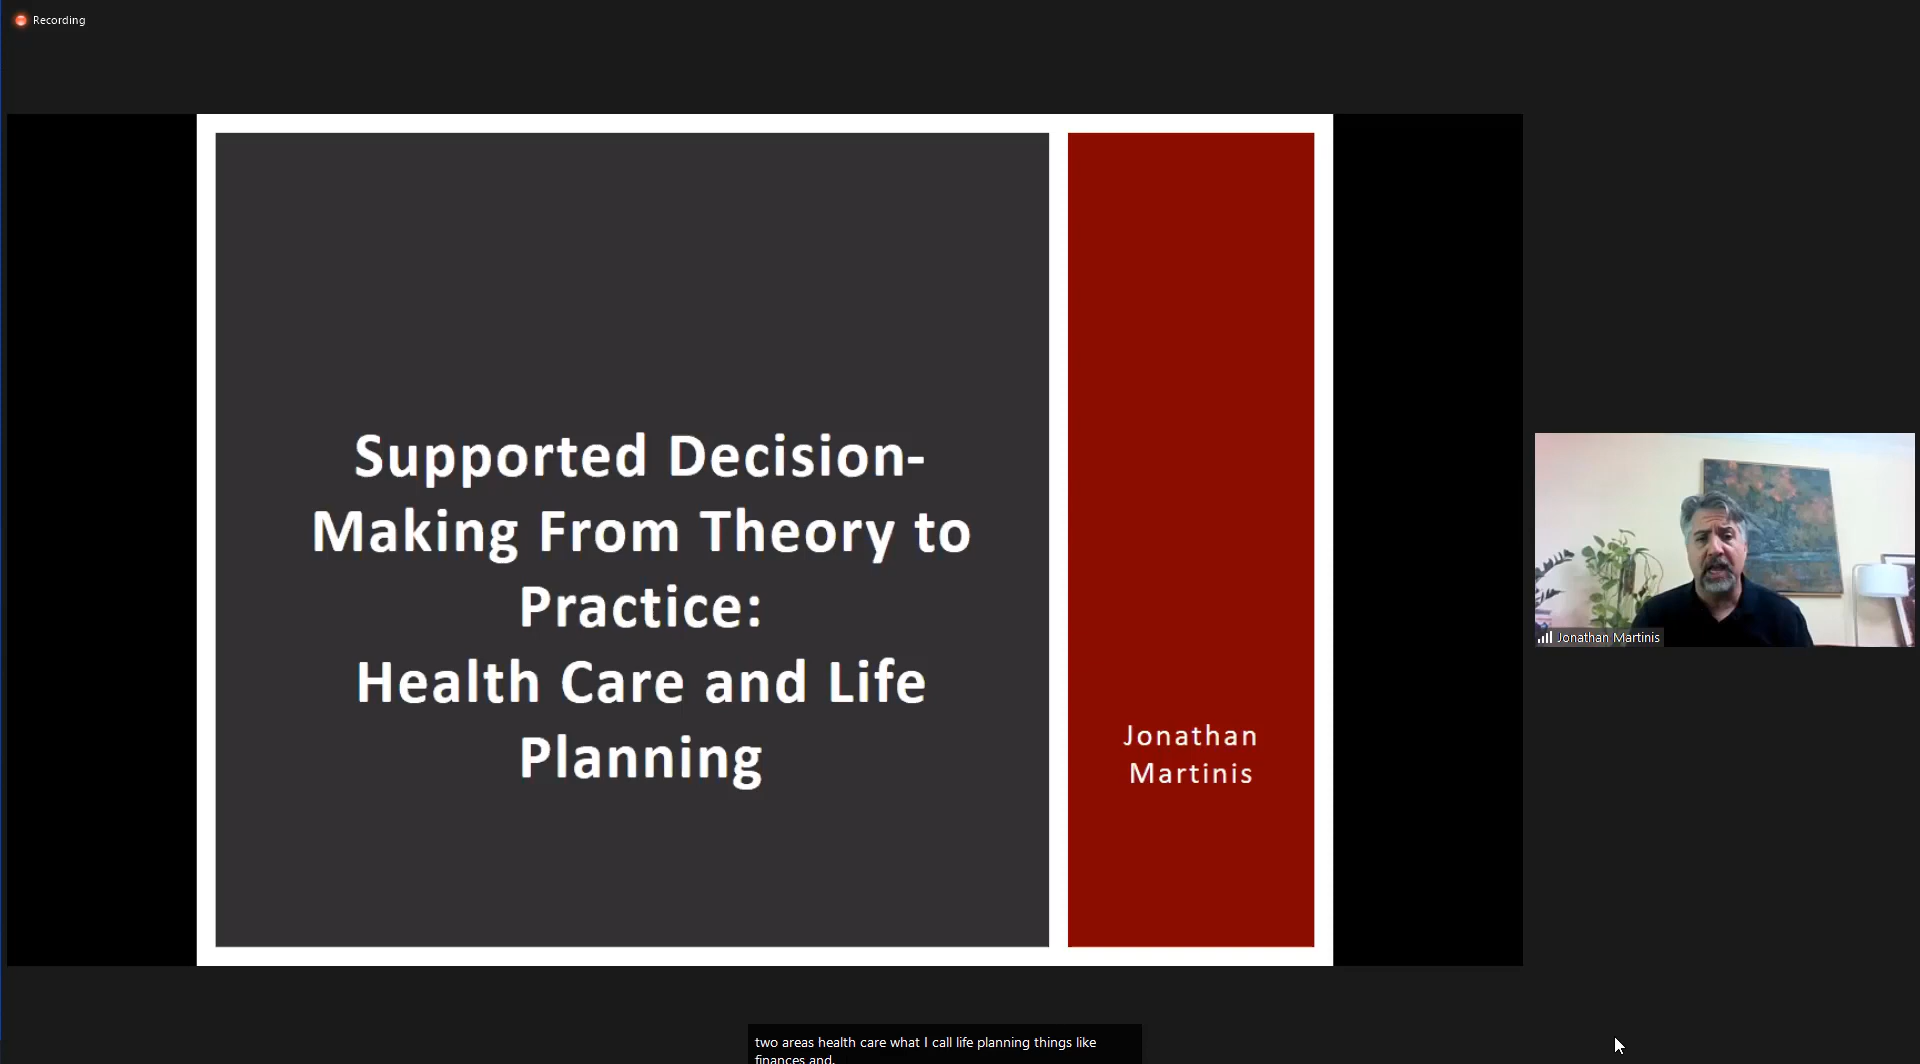 Recording
Supported Decision-
Making From Theory to
Practice:
Health Care and Life
Planning
Jonathan
Martinis
Jonathan Martinis
two areas health care what I call life planning things like
finances and.